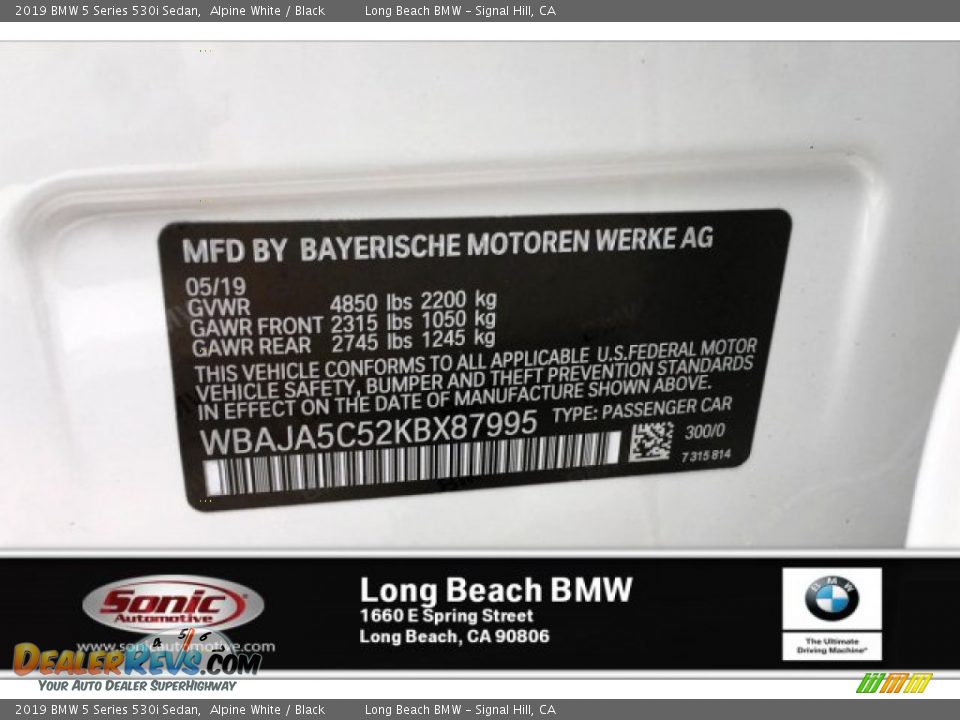 2019 BMW 5 Series 530i Sedan,  Alpine White / Black  Long Beach BMW - Signal Hill, CA
MFD BY BAYERISCHE MOTOREN WERKE AG
05/19
GVWR 4850 lbs 2200 kg
GAWR FRONT 2315 lbs 1050 kg
GAWR REAR 2745 lbs 1245 kg
THIS VEHICLE CONFORMS TO ALL APPLICABLE U.S.FEDERAL MOTOR
VEHICLE SAFETY, BUMPER AND THEFT PREVENTION STANDARDS
IN EFFECT ON THE DATE OF MANUFACTURE SHOWN ABOVE.
WBAJA5C52KBX87995 TYPE: PASSENGER CAR
300/0
7 315 814
Sonic
Automotive
www.sonicautomotive.com
Long Beach BMW
1660 E Spring Street
Long Beach, CA 90806
BMW
The Ultimate
Driving Machine®
4 5 6
DEALERREVS.COM
YOUR AUTO DEALER SUPERHIGHWAY
2019 BMW 5 Series 530i Sedan,  Alpine White / Black  Long Beach BMW - Signal Hill, CA